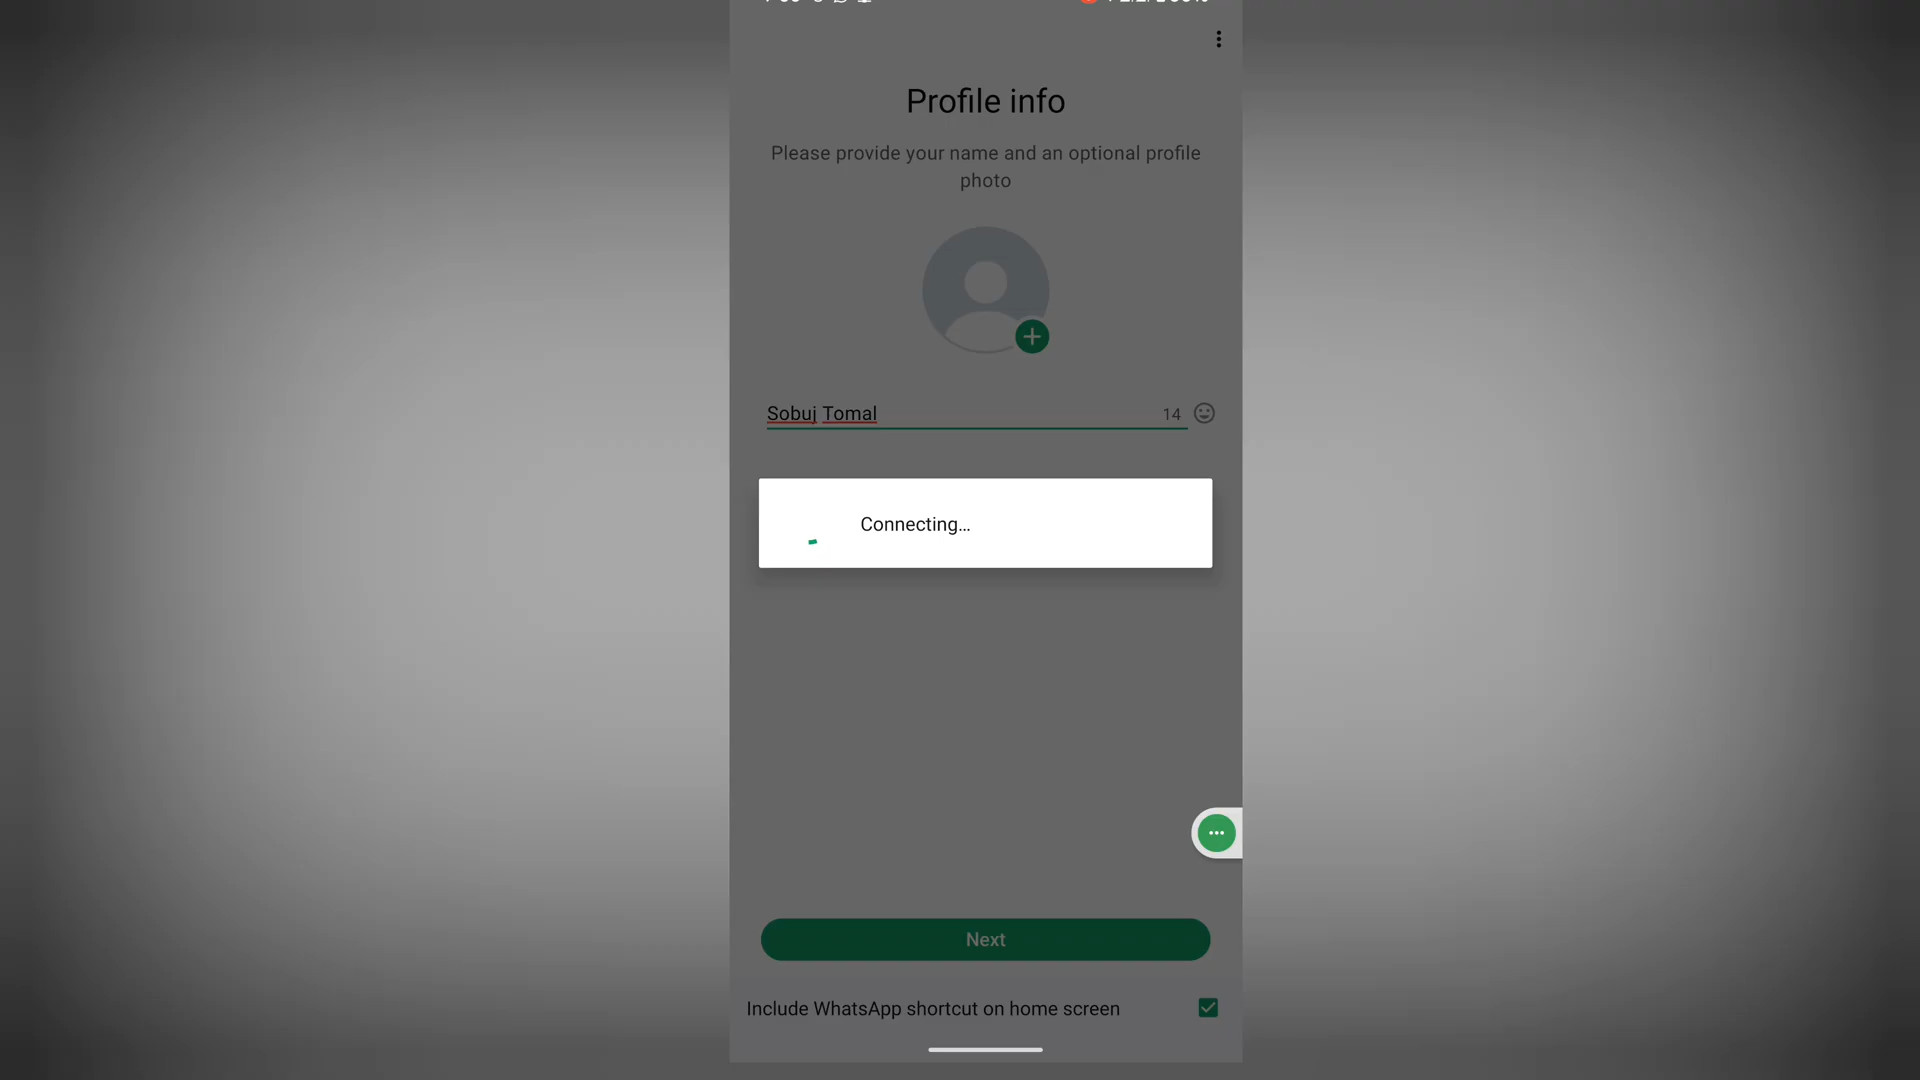 Profile info
Please provide your name and an optional profile
photo
Sobuj Tomal 14
Connecting...
Next
Include WhatsApp shortcut on home screen